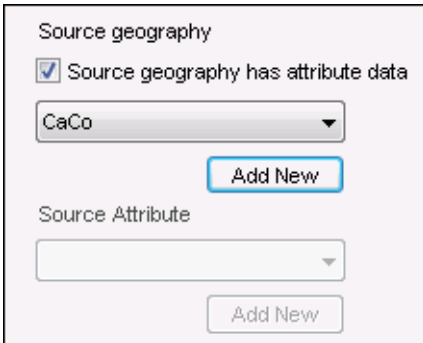 Source geography
Source geography has attribute data
CaCo
Add New
Source Attribute
Add New